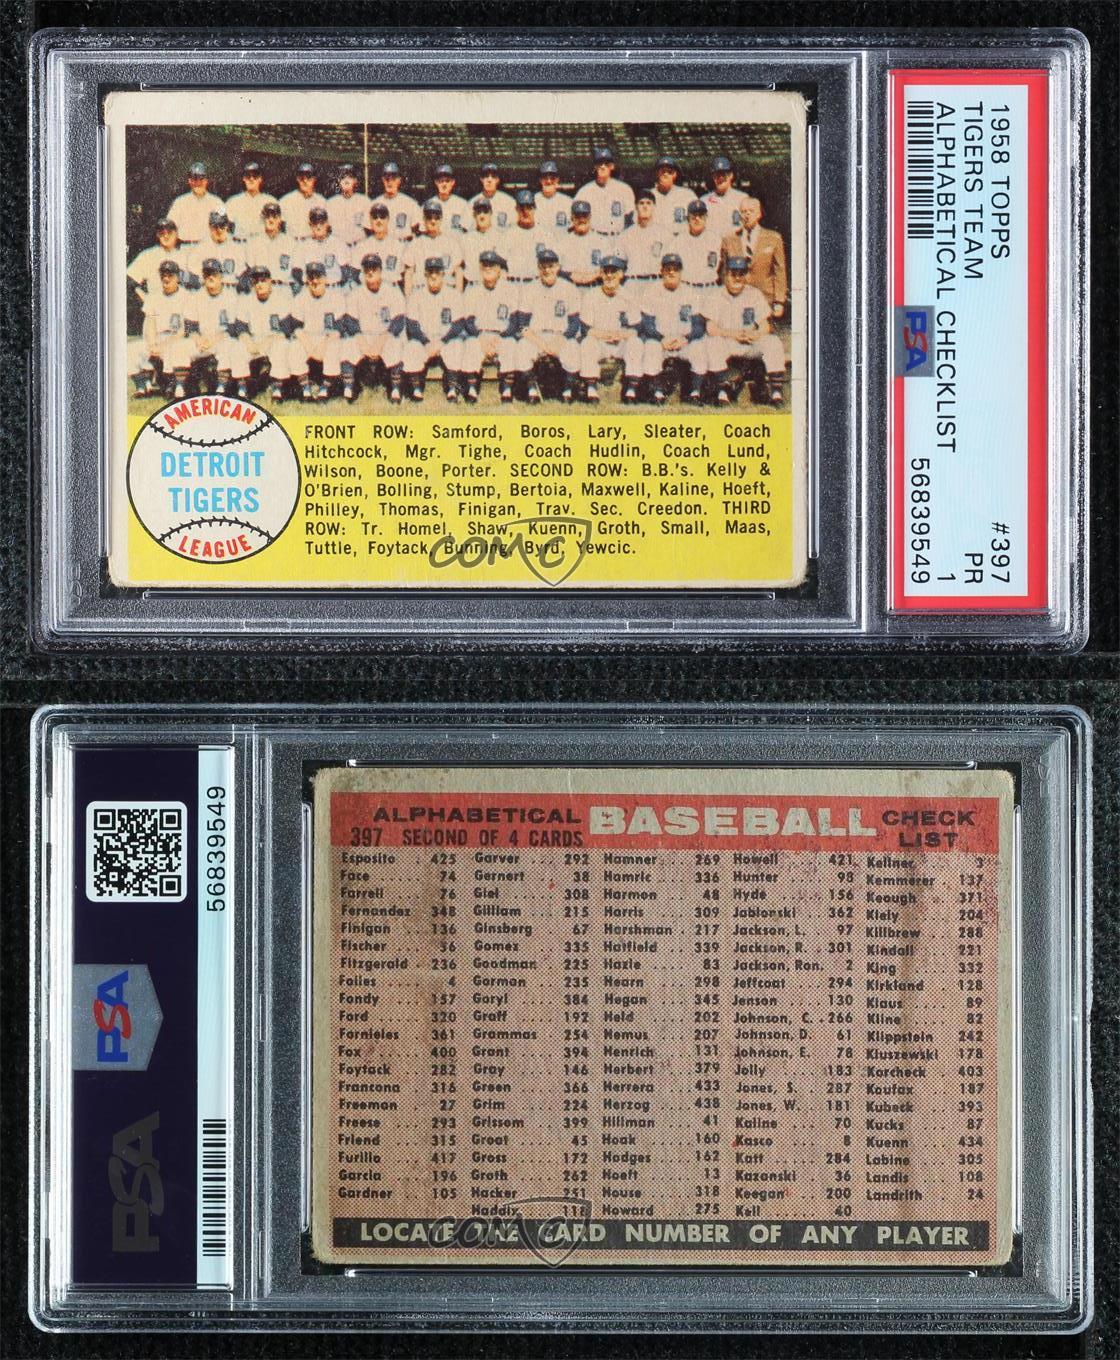 1958 TOPPS #397
TIGERS TEAM PR
ALPHABETICAL CHECKLIST 1
56839549
PSA
AMERICAN
DETROIT
TIGERS
LEAGUE
FRONT ROW: Samford, Boros, Lary, Sleater, Coach
Hitchcock, Mgr. Tighe, Coach Hudlin, Coach Lund,
Wilson, Boone, Porter. SECOND ROW: B.B.'s. Kelly &
O'Brien, Bolling, Stump, Bertoia, Maxwell, Kaline, Hoeft,
Philley, Thomas, Finigan, Trav. Sec. Creedon. THIRD
ROW: Tr. Homel, Shaw, Kuenn, Groth, Small, Maas,
Tuttle, Foytack, Bunning, Byrd, Yewcic.
COMC
56839549
PSA
PSA
ALPHABETICAL BASEBALL CHECK
397 SECOND OF 4 CARDS LIST
Esposito 425 Garver 292 Hamner 269 Howell 421 Kellner 3
Face 74 Gernert 38 Hamric 336 Hunter 98 Kemmerer 137
Farrell 76 Giel 308 Harmon 48 Hyde 156 Keough 371
Fernandez 348 Gilliam 215 Harris 309 Jablonski 362 Kiely 204
Finigan 136 Ginsberg 67 Harshman 217 Jackson, L. 97 Killbrew 288
Fischer 56 Gomez 335 Hatfield 339 Jackson, R. 301 Kindall 221
Fitzgerald 236 Goodman 225 Hazle 83 Jackson, Ron. 2 King 332
Foiles 4 Gorman 235 Hearn 298 Jeffcoat 294 Kirkland 128
Fondy 157 Goryl 384 Hegan 345 Jenson 130 Klaus 89
Ford 320 Graff 192 Held 202 Johnson, C. 266 Kline 82
Fornieles 361 Grammas 254 Nemus 207 Johnson, D. 61 Klippstein 242
Fox 400 Grant 394 Henrich 131 Johnson, E. 78 Kluszewski 178
Foytack 282 Gray 146 Herbert 379 Jolly 183 Korcheck 403
Francona 316 Green 366 Herrera 433 Jones, S. 287 Koufax 187
Freeman 27 Grim 224 Herzog 438 Jones, W. 181 Kubeck 393
Freese 293 Grissom 399 Hillman 41 Kaline 70 Kucks 87
Friend 315 Groat 45 Hoak 160 Kasco 8 Kuenn 434
Furillo 417 Gross 172 Hodges 162 Katt 284 Labine 305
Garcia 196 Groth 262 Hoeft 13 Kazanski 36 Landis 108
Gardner 105 Hacker 251 House 318 Keegan 200 Landrith 24
Haddix 118 Howard 275 Kell 40
LOCATE THE CARD NUMBER OF ANY PLAYER
COMC